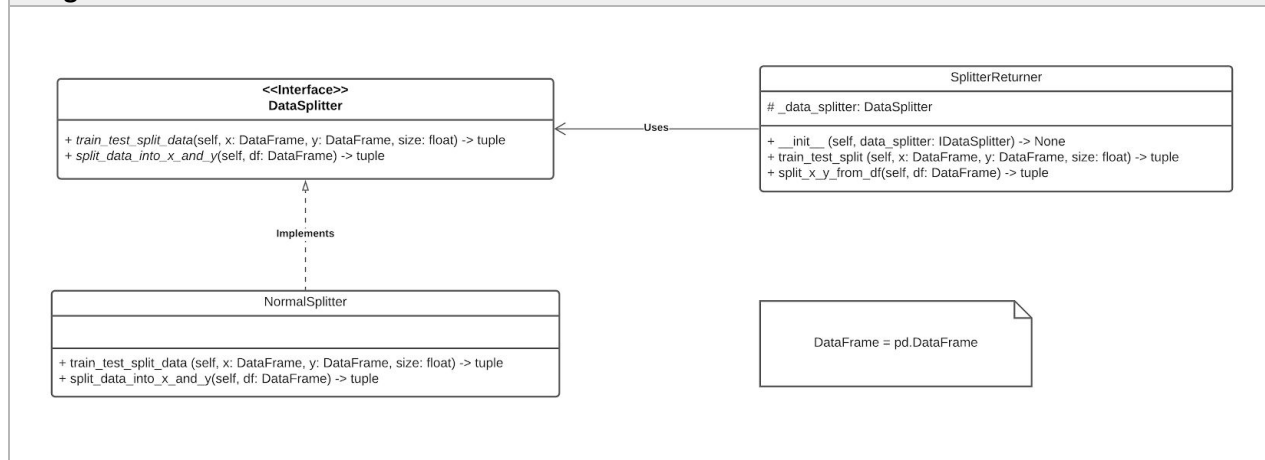 <<Interface>>
DataSplitter
+ train_test_split_data(self, x: DataFrame, y: DataFrame, size: float) -> tuple
+ split_data_into_x_and_y(self, df: DataFrame) -> tuple
Uses
SplitterReturner
# _data_splitter: DataSplitter
+ __init__ (self, data_splitter: IDataSplitter) -> None
+ train_test_split (self, x: DataFrame, y: DataFrame, size: float) -> tuple
+ split_x_y_from_df(self, df: DataFrame) -> tuple
Implements
NormalSplitter
+ train_test_split_data (self, x: DataFrame, y: DataFrame, size: float) -> tuple
+ split_data_into_x_and_y(self, df: DataFrame) -> tuple
DataFrame = pd.DataFrame